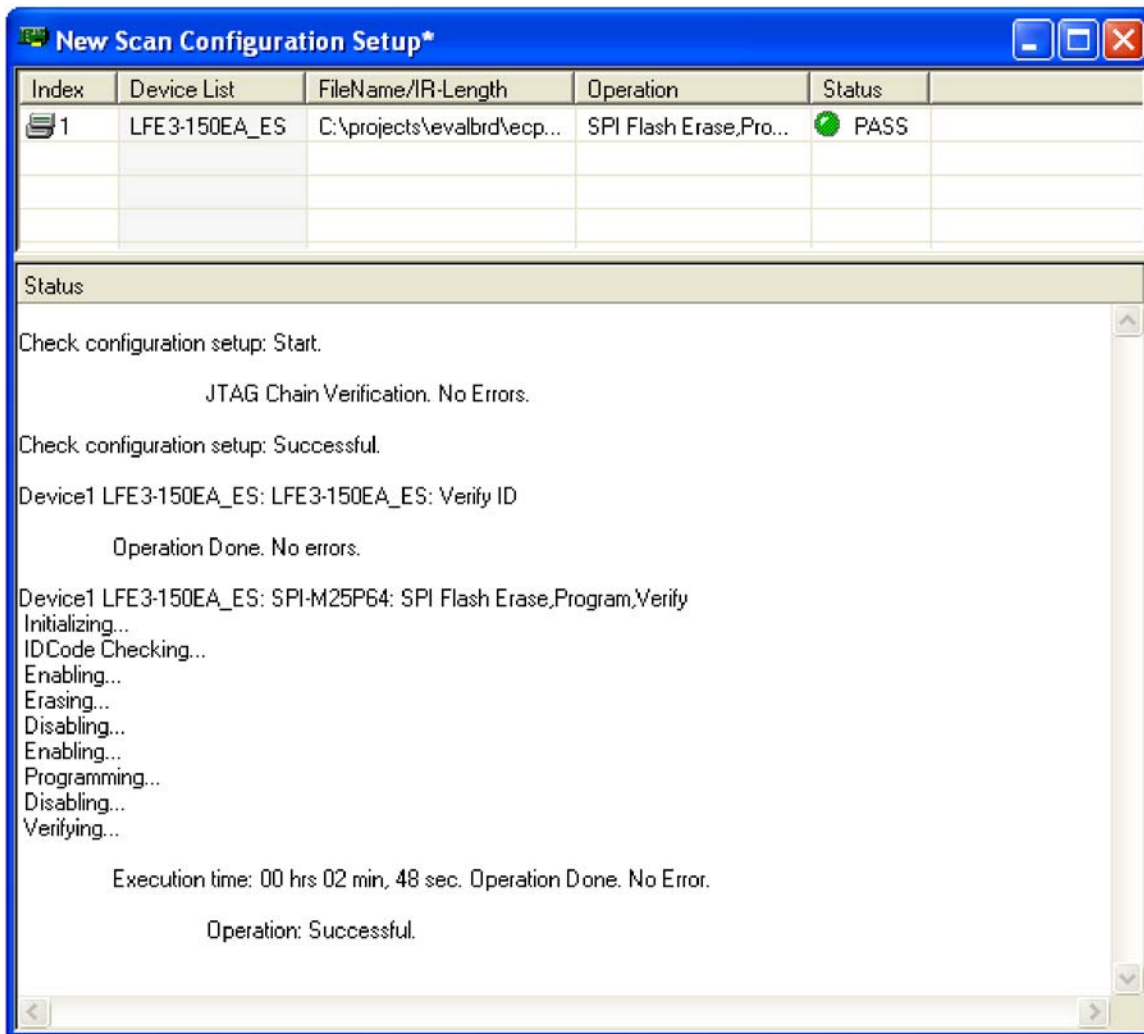 New Scan Configuration Setup*
Index Device List FileName/IR-Length Operation Status
1 LFE3-150EA_ES C:\projects\evalbrd\ecp... SPI Flash Erase,Pro... PASS
Status
Check configuration setup: Start.
JTAG Chain Verification. No Errors.
Check configuration setup: Successful.
Device1 LFE3-150EA_ES: LFE3-150EA_ES: Verify ID
Operation Done. No errors.
Device1 LFE3-150EA_ES: SPI-M25P64: SPI Flash Erase,Program,Verify
Initializing...
IDCode Checking...
Enabling...
Erasing...
Disabling...
Enabling...
Programming...
Disabling...
Verifying...
Execution time: 00 hrs 02 min, 48 sec. Operation Done. No Error.
Operation: Successful.